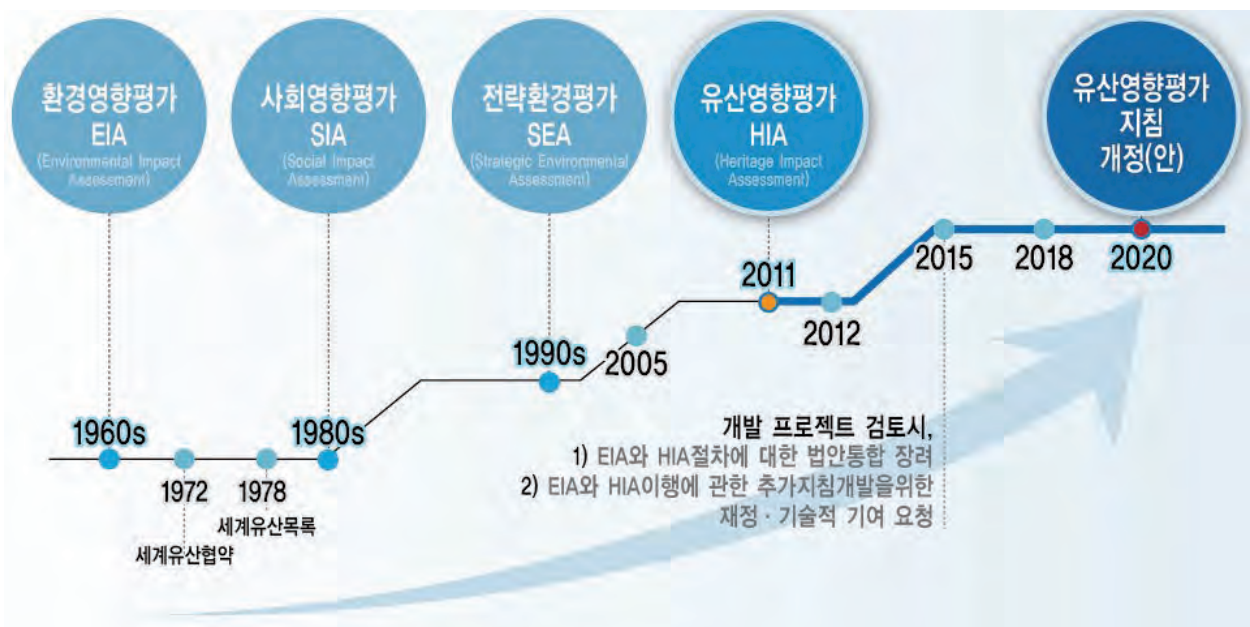 환경영향평가
EIA
(Environmental Impact
Assessment)
사회영향평가
SIA
(Social Impact
Assessment)
전략환경평가
SEA
(Strategic Environmental
Assessment)
유산영향평가
HIA
(Heritage Impact
Assessment)
유산영향평가
지침
개정(안)
1960s
1972
세계유산협약
1978
세계유산목록
1980s
1990s
2005
2011
2012
2015
2018
2020
개발 프로젝트 검토시,
1) EIA와 HIA절차에 대한 법안통합 장려
2) EIA와 HIA이행에 관한 추가지침개발을위한
재정·기술적 기여 요청